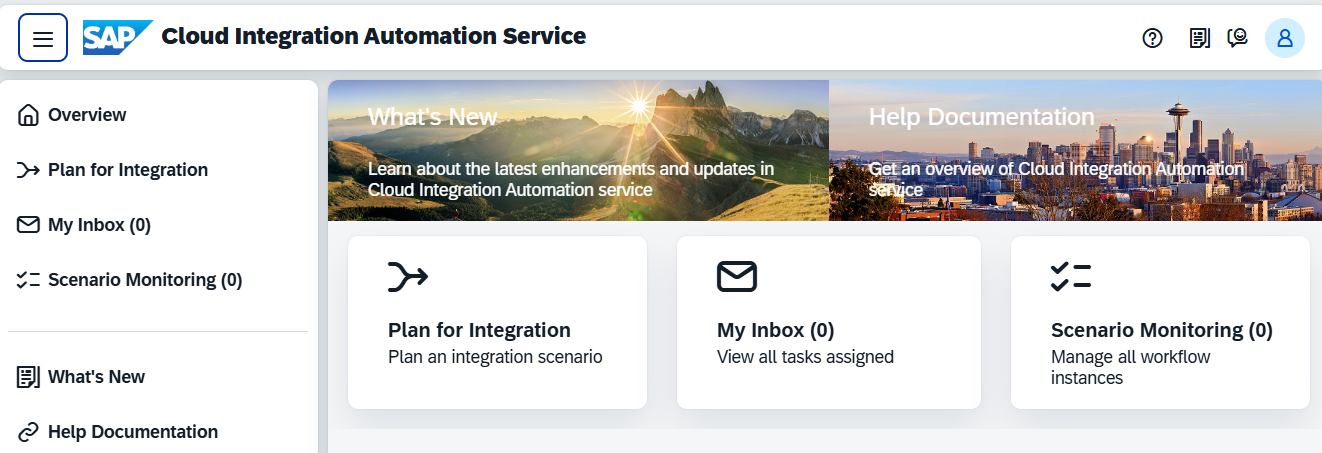 SAP Cloud Integration Automation Service
Overview
Plan for Integration
My Inbox (0)
Scenario Monitoring (0)
What's New
Help Documentation
What's New
Learn about the latest enhancements and updates in
Cloud Integration Automation service
Help Documentation
Get an overview of Cloud Integration Automation
service
Plan for Integration
Plan an integration scenario
My Inbox (0)
View all tasks assigned
Scenario Monitoring (0)
Manage all workflow
instances